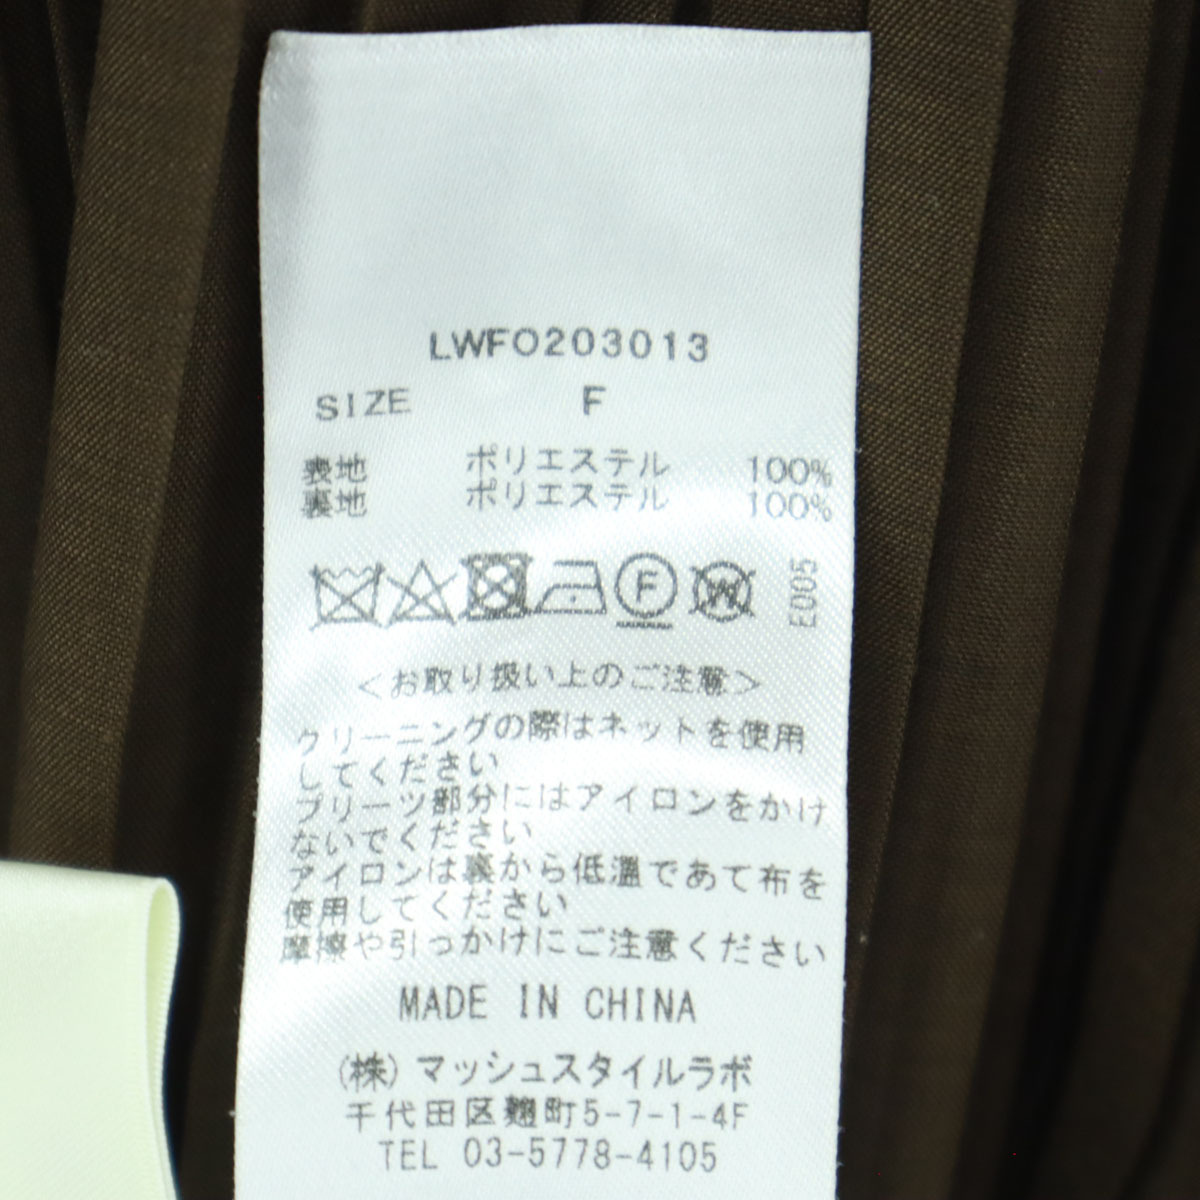 LWFO203013
SIZE F
表地 ポリエステル 100%
裏地 ポリエステル 100%
F W E005
<お取り扱い上のご注意>
クリーニングの際はネットを使用
してください
プリーツ部分にはアイロンをかけ
ないでください
アイロンは裏から低温であて布を
使用してください
摩擦や引っかけにご注意ください
MADE IN CHINA
(株)マッシュスタイルラボ
千代田区麹町5-7-1-4F
TEL 03-5778-4105